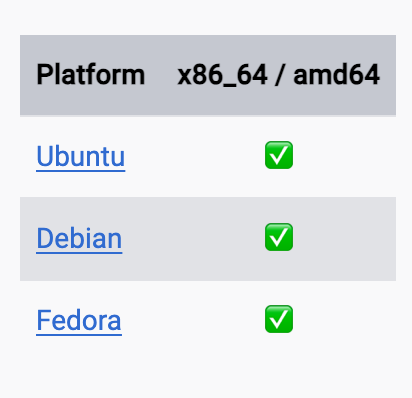 Platform x86_64 / amd64
Ubuntu ✅
Debian ✅
Fedora ✅